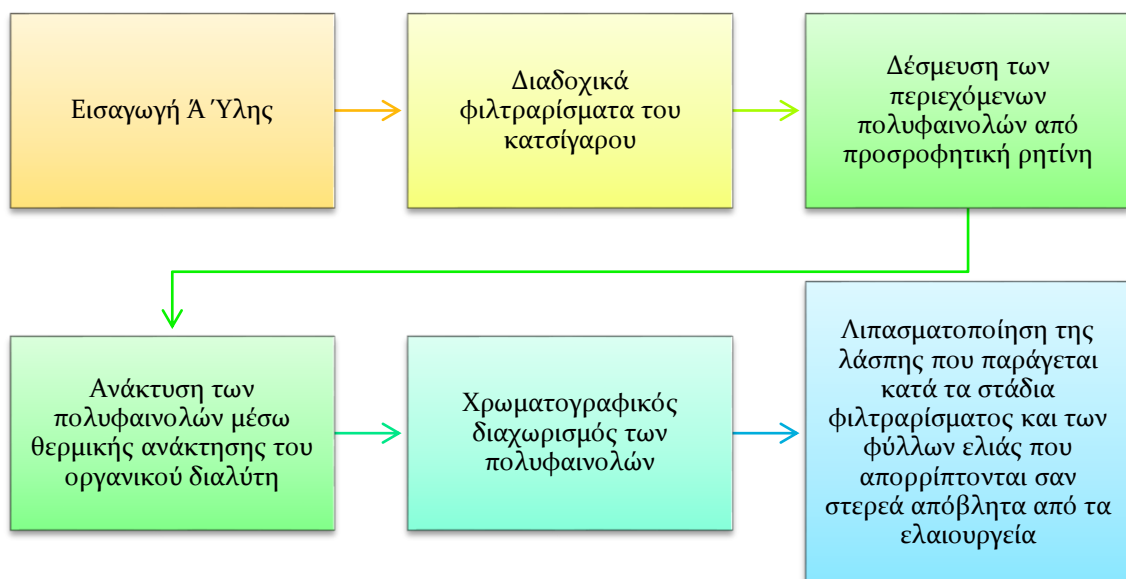 Εισαγωγή Ά Ύλης
Διαδοχικά
φιλτραρίσματα του
κατσίγαρου
Δέσμευση των
περιεχόμενων
πολυφαινολών από
προσροφητική ρητίνη
Ανάκτυση των
πολυφαινολών μέσω
θερμικής ανάκτησης του
οργανικού διαλύτη
Χρωματογραφικός
διαχωρισμός των
πολυφαινολών
Λιπασματοποίηση της
λάσπης που παράγεται
κατά τα στάδια
φιλτραρίσματος και των
φύλλων ελιάς που
απορρίπτονται σαν
στερεά απόβλητα από τα
ελαιουργεία